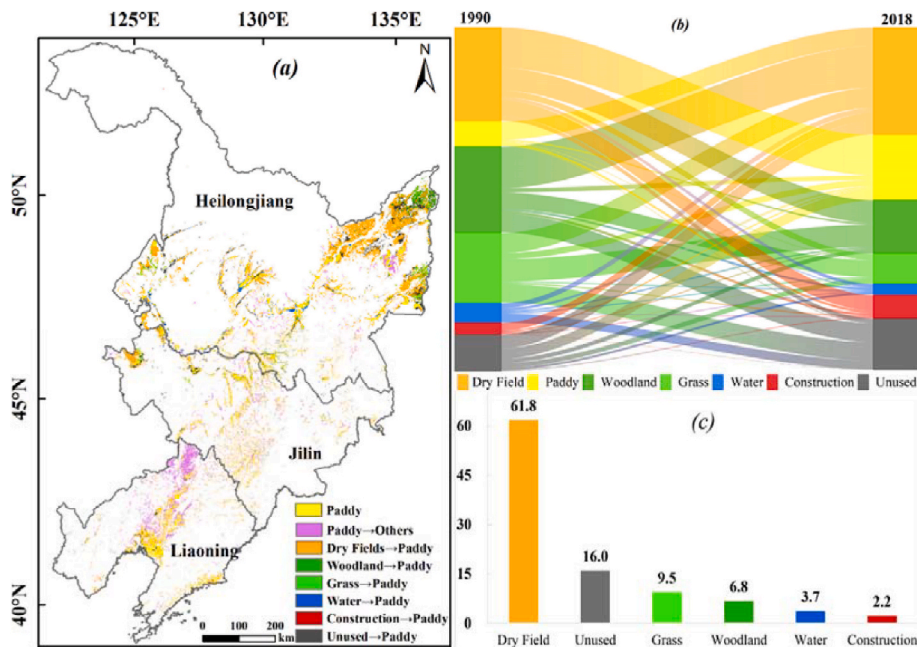 125°E 130°E 135°E
(a)
N
50°N
45°N
40°N
Heilongjiang
Jilin
Liaoning
Paddy
Paddy→Others
Dry Fields→Paddy
Woodland→Paddy
Grass→Paddy
Water→Paddy
Construction→Paddy
Unused→Paddy
0 100 200
km
1990 (b) 2018
Dry Field Paddy Woodland Grass Water Construction Unused
(c)
60
45
30
15
0
61.8
16.0
9.5
6.8
3.7
2.2
Dry Field Unused Grass Woodland Water Construction